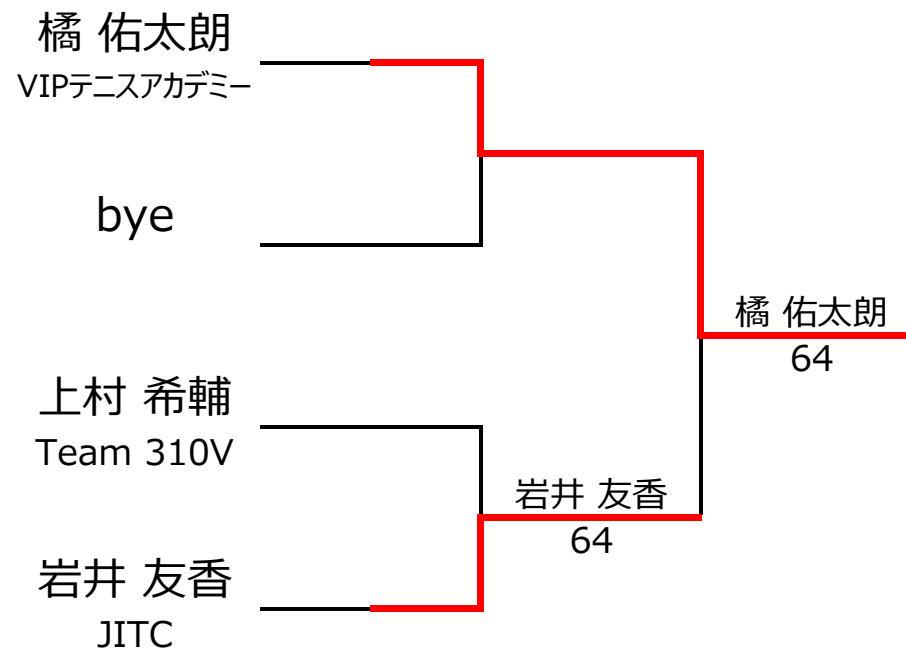 橘 佑太朗
VIPテニスアカデミー
bye
上村 希輔
Team 310V
岩井 友香
JITC
岩井 友香
64
橘 佑太朗
64